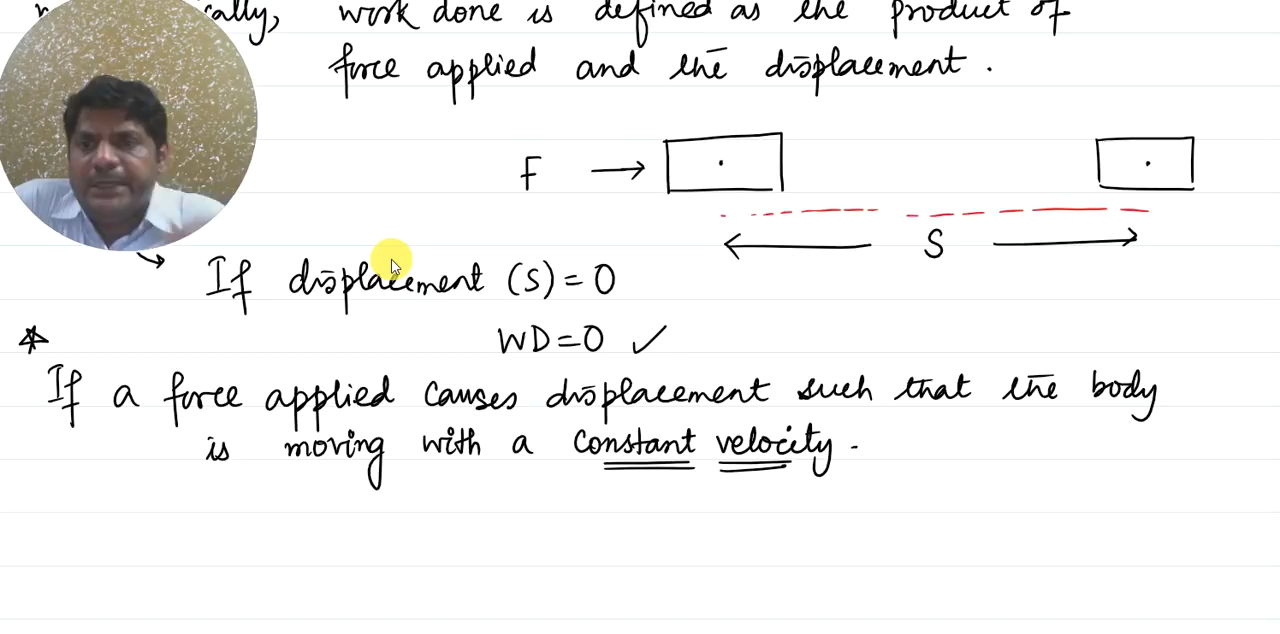 work done is defined as the product of
force applied and the displacement.
F S
If displacement (S) = 0
WD = 0 ✓
If a force applied causes displacement such that the body
is moving with a constant velocity.